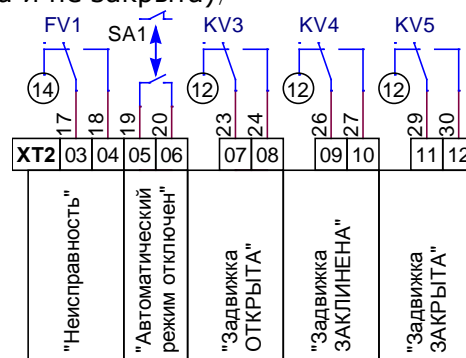 а и не закрыта),
FV1 SA1 KV3 KV4 KV5
14 12 12 12
17 18 19 20 23 24 26 27 29 30
XT2 03 04 05 06 07 08 09 10 11 12
"Неисправность"
"Автоматический
режим отключен"
"Задвижка
ОТКРЫТА"
"Задвижка
ЗАКЛИНЕНА"
"Задвижка
ЗАКРЫТА"